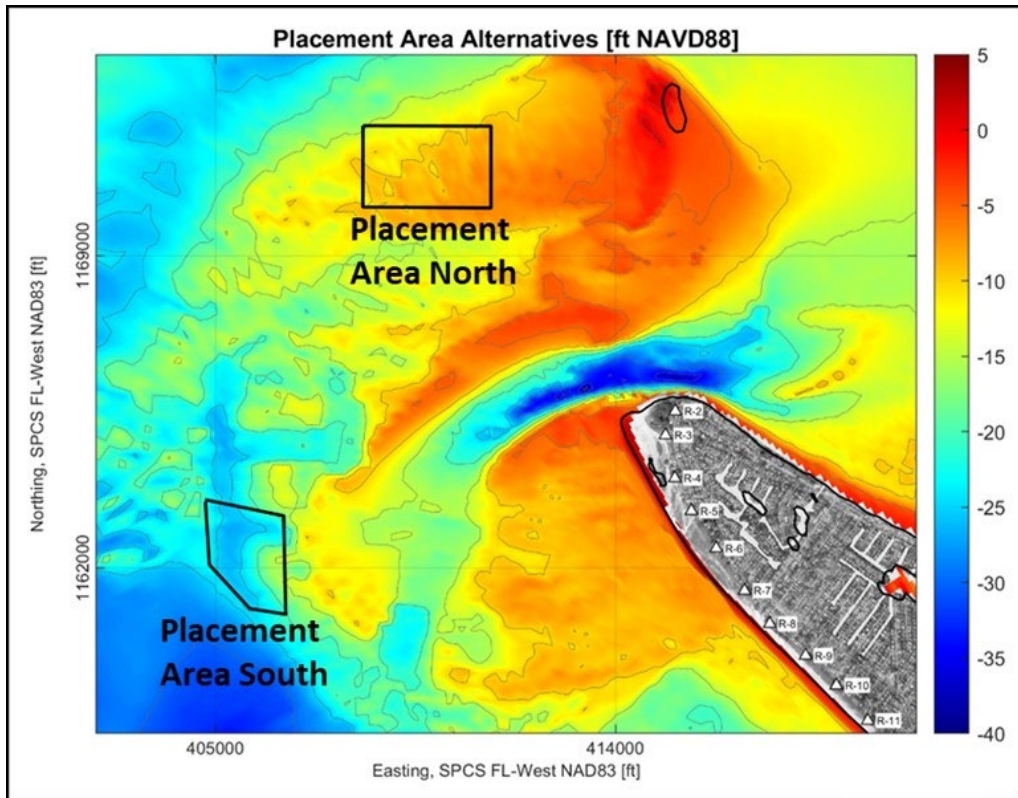 Placement Area Alternatives [ft NAVD88]
5
0
-5
-10
-15
-20
-25
-30
-35
-40
1169000
1162000
Northing, SPCS FL-West NAD83 [ft]
Placement
Area North
Placement
Area South
R-2
R-3
R-4
R-5
R-6
R-7
R-8
R-9
R-10
R-11
405000
414000
Easting, SPCS FL-West NAD83 [ft]